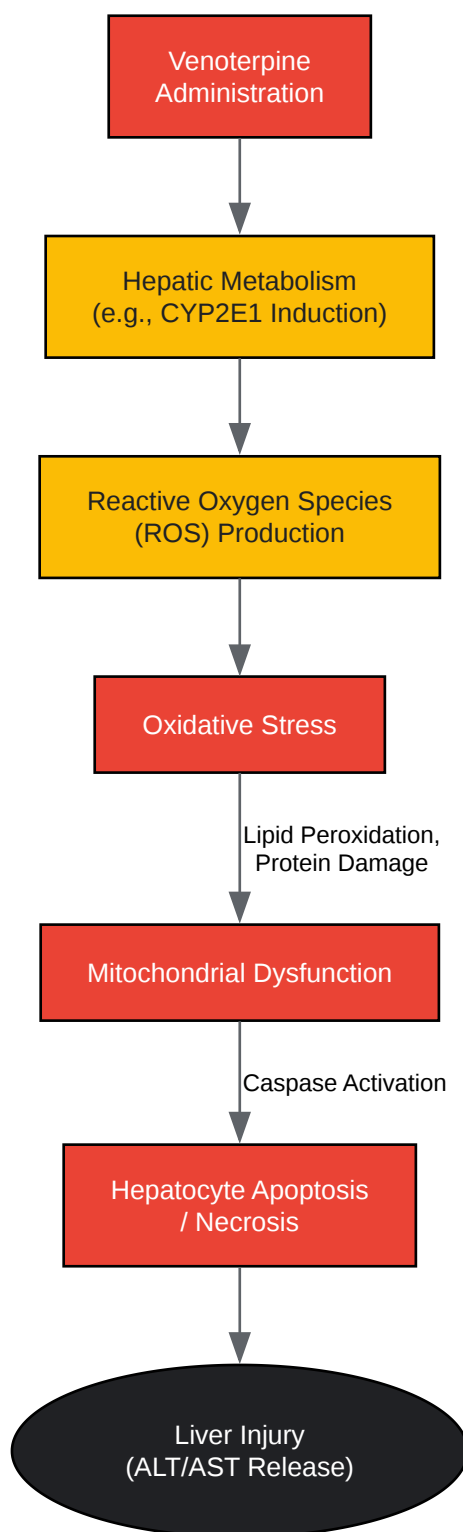 Venoterpine
Administration
Hepatic Metabolism
(e.g., CYP2E1 Induction)
Reactive Oxygen Species
(ROS) Production
Oxidative Stress
Lipid Peroxidation,
Protein Damage
Mitochondrial Dysfunction
Caspase Activation
Hepatocyte Apoptosis
/ Necrosis
Liver Injury
(ALT/AST Release)